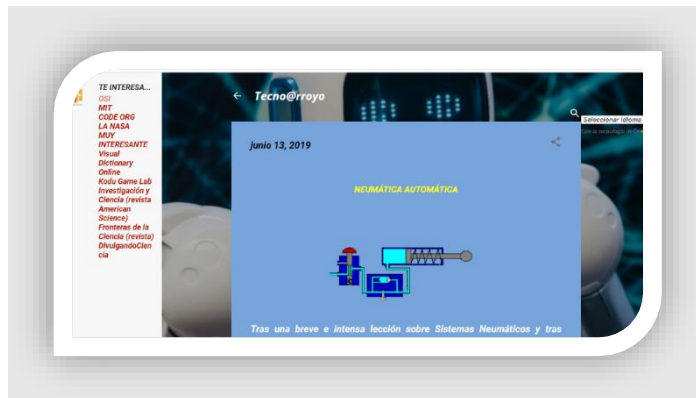 TE INTERESA...
OSI
MIT
CODE ORG
LA NASA
MUY
INTERESANTE
Visual
Dictionary
Online
Kodu Game Lab
Investigación y
Ciencia (revista
American
Science)
Fronteras de la
Ciencia (revista)
DivulgandoCien
cia
Tecno@rroyo
Seleccionar idioma
junio 13, 2019
NEUMÁTICA AUTOMÁTICA
Tras una breve e intensa lección sobre Sistemas Neumáticos y tras